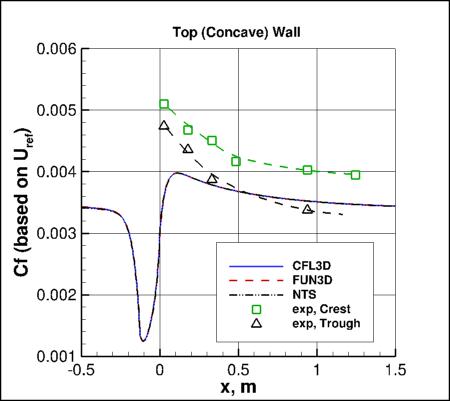 Top (Concave) Wall
0.006
0.005
0.004
0.003
0.002
0.001
Cf (based on Uref)
CFL3D
FUN3D
NTS
exp, Crest
exp, Trough
-0.5 0 0.5 1 1.5
x, m